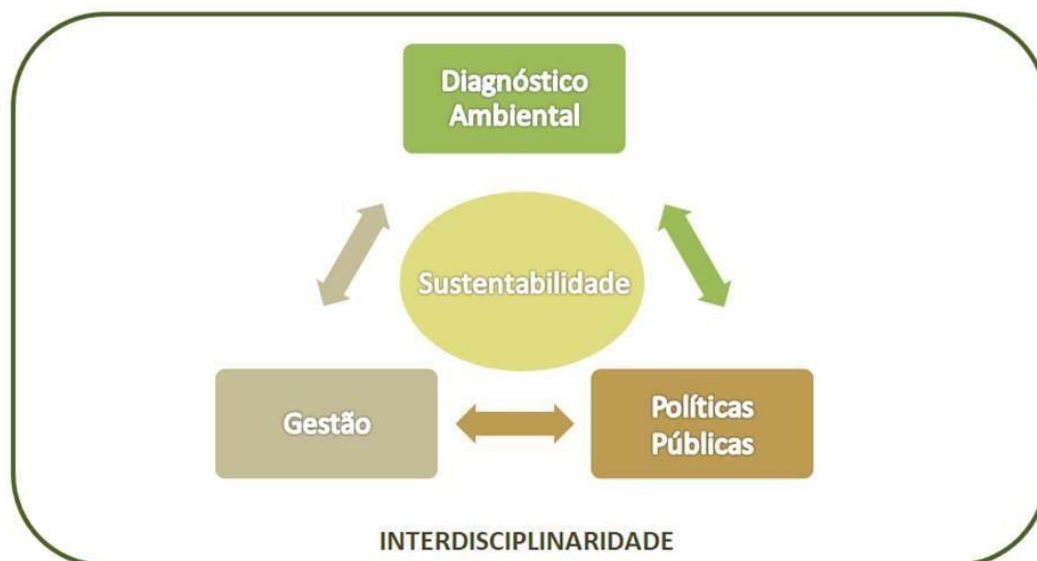 Diagnóstico
Ambiental
Sustentabilidade
Gestão
Políticas
Públicas
INTERDISCIPLINARIDADE